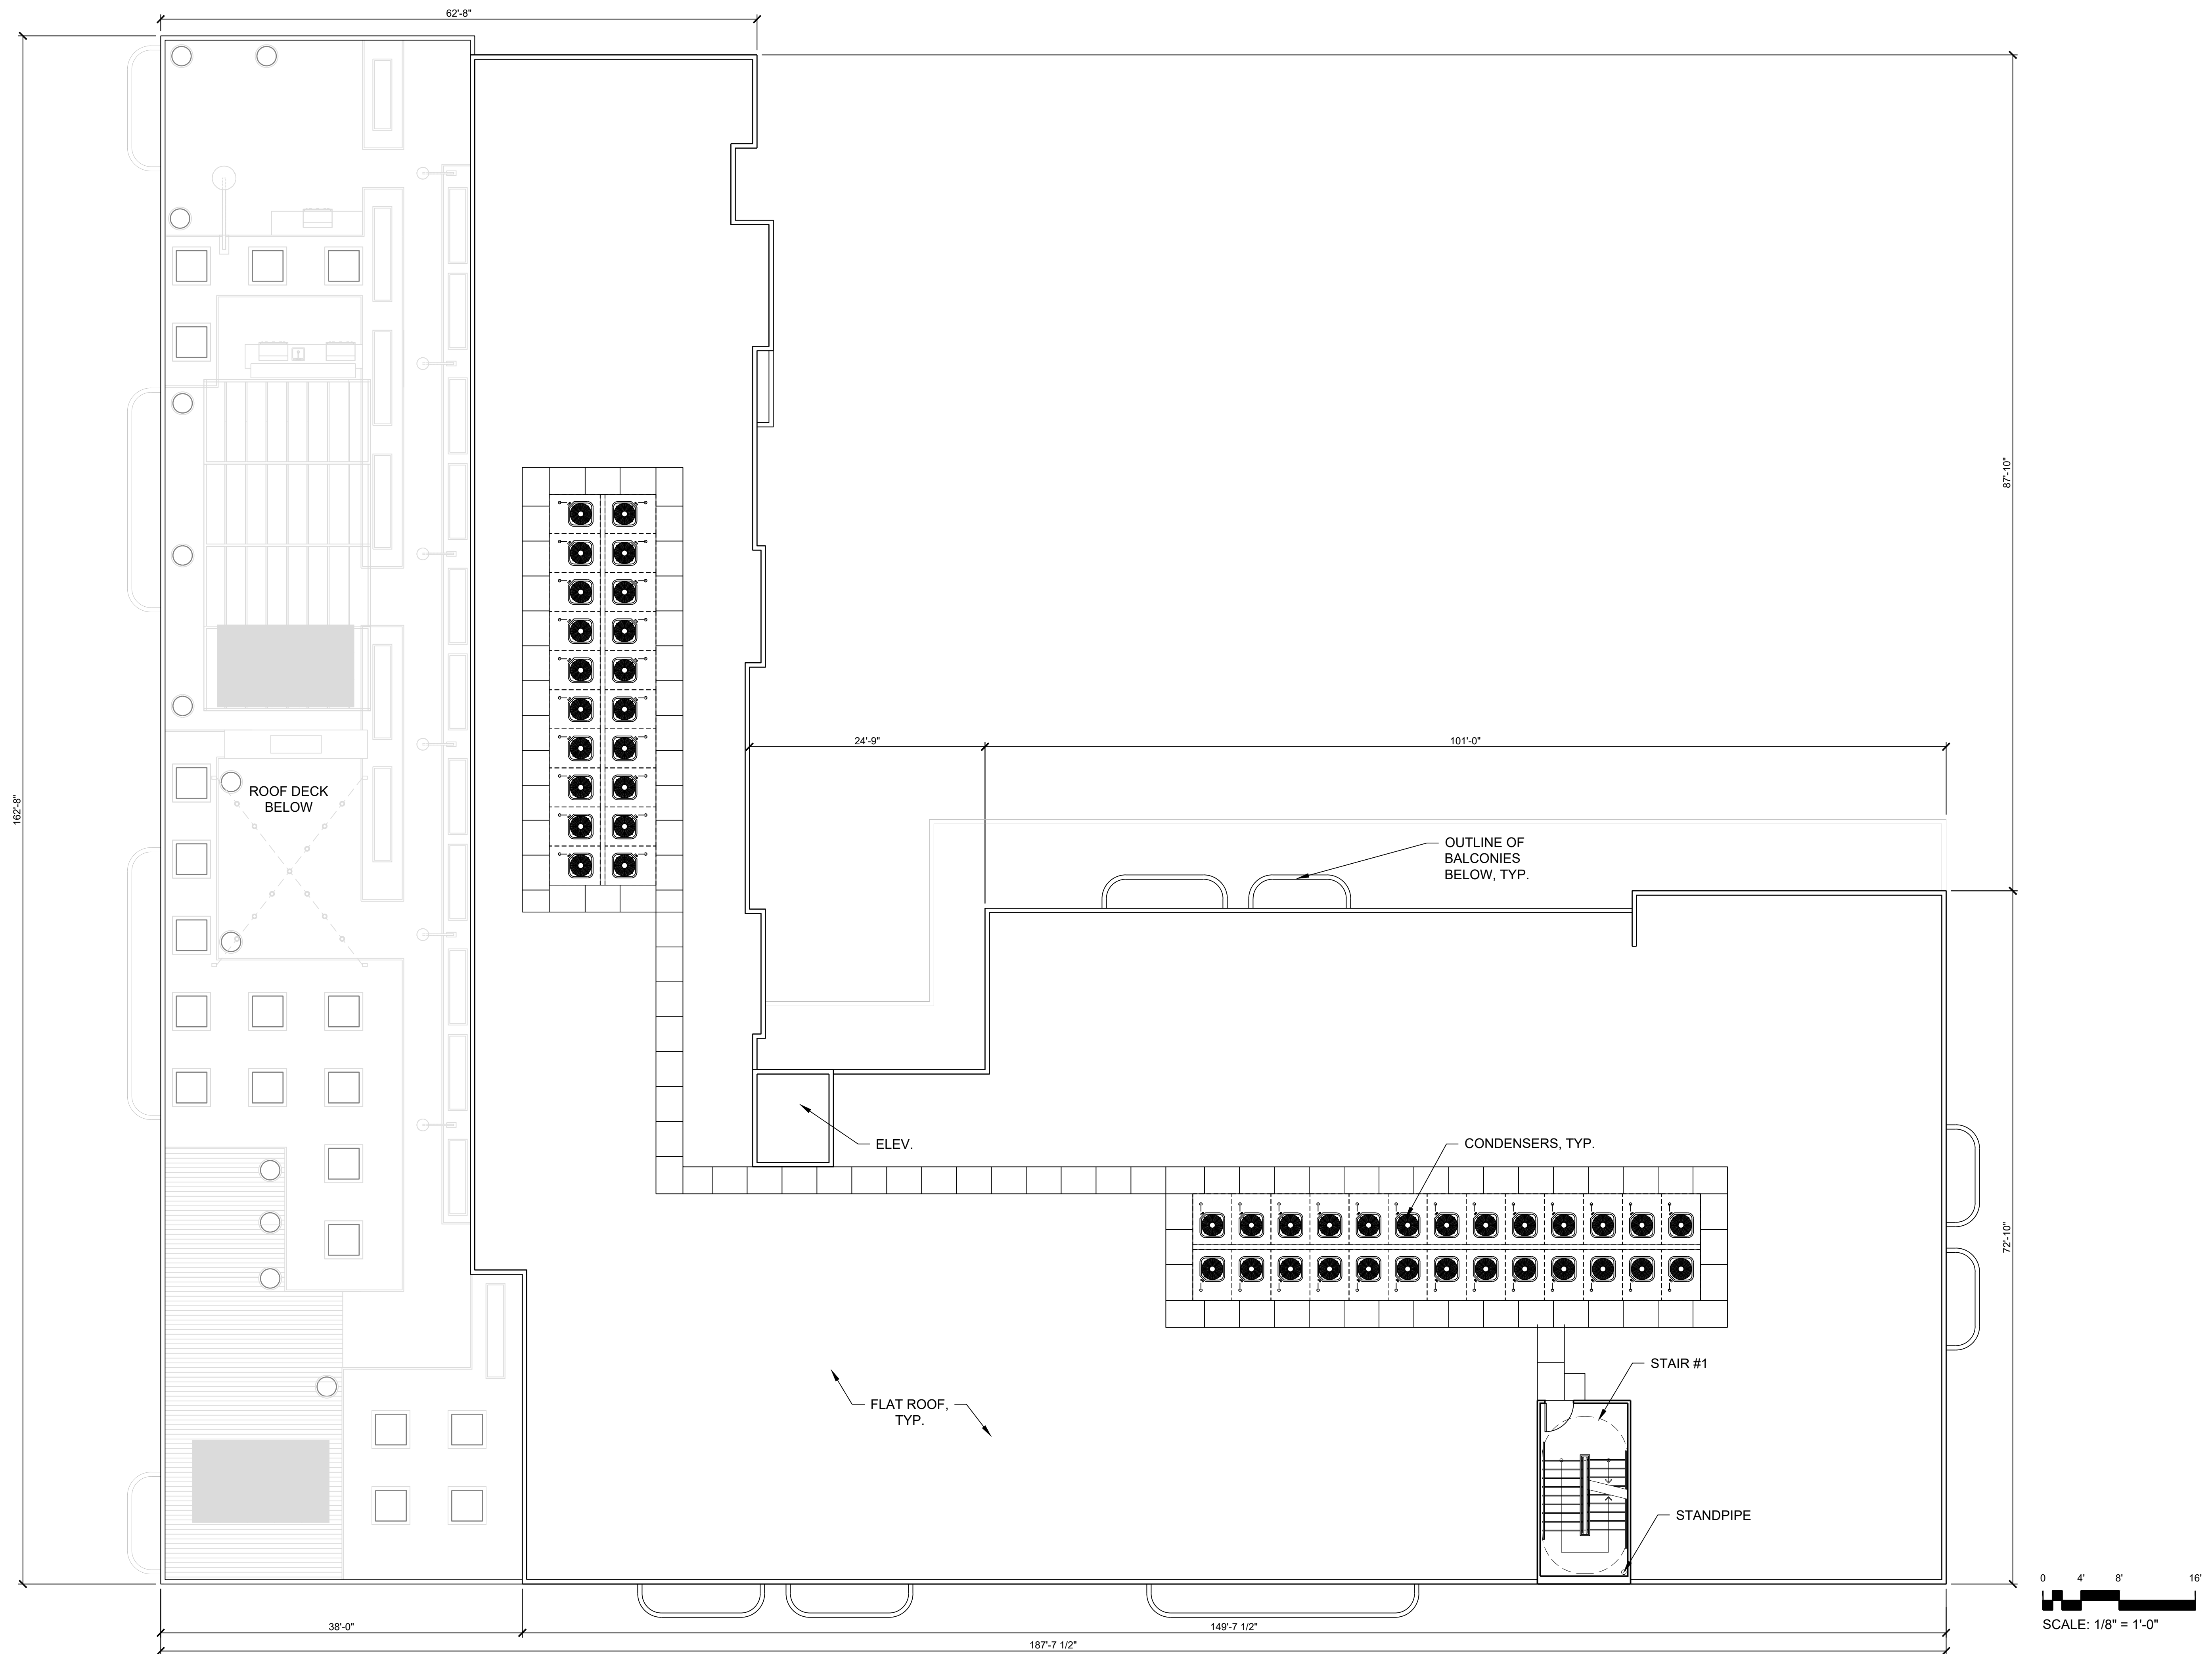 62'-8"
162'-8"
87'-10"
24'-9"
101'-0"
ROOF DECK
BELOW
OUTLINE OF
BALCONIES
BELOW, TYP.
ELEV.
CONDENSERS, TYP.
72'-10"
STAIR #1
FLAT ROOF,
TYP.
STANDPIPE
0 4' 8' 16'
SCALE: 1/8" = 1'-0"
38'-0"
149'-7 1/2"
187'-7 1/2"